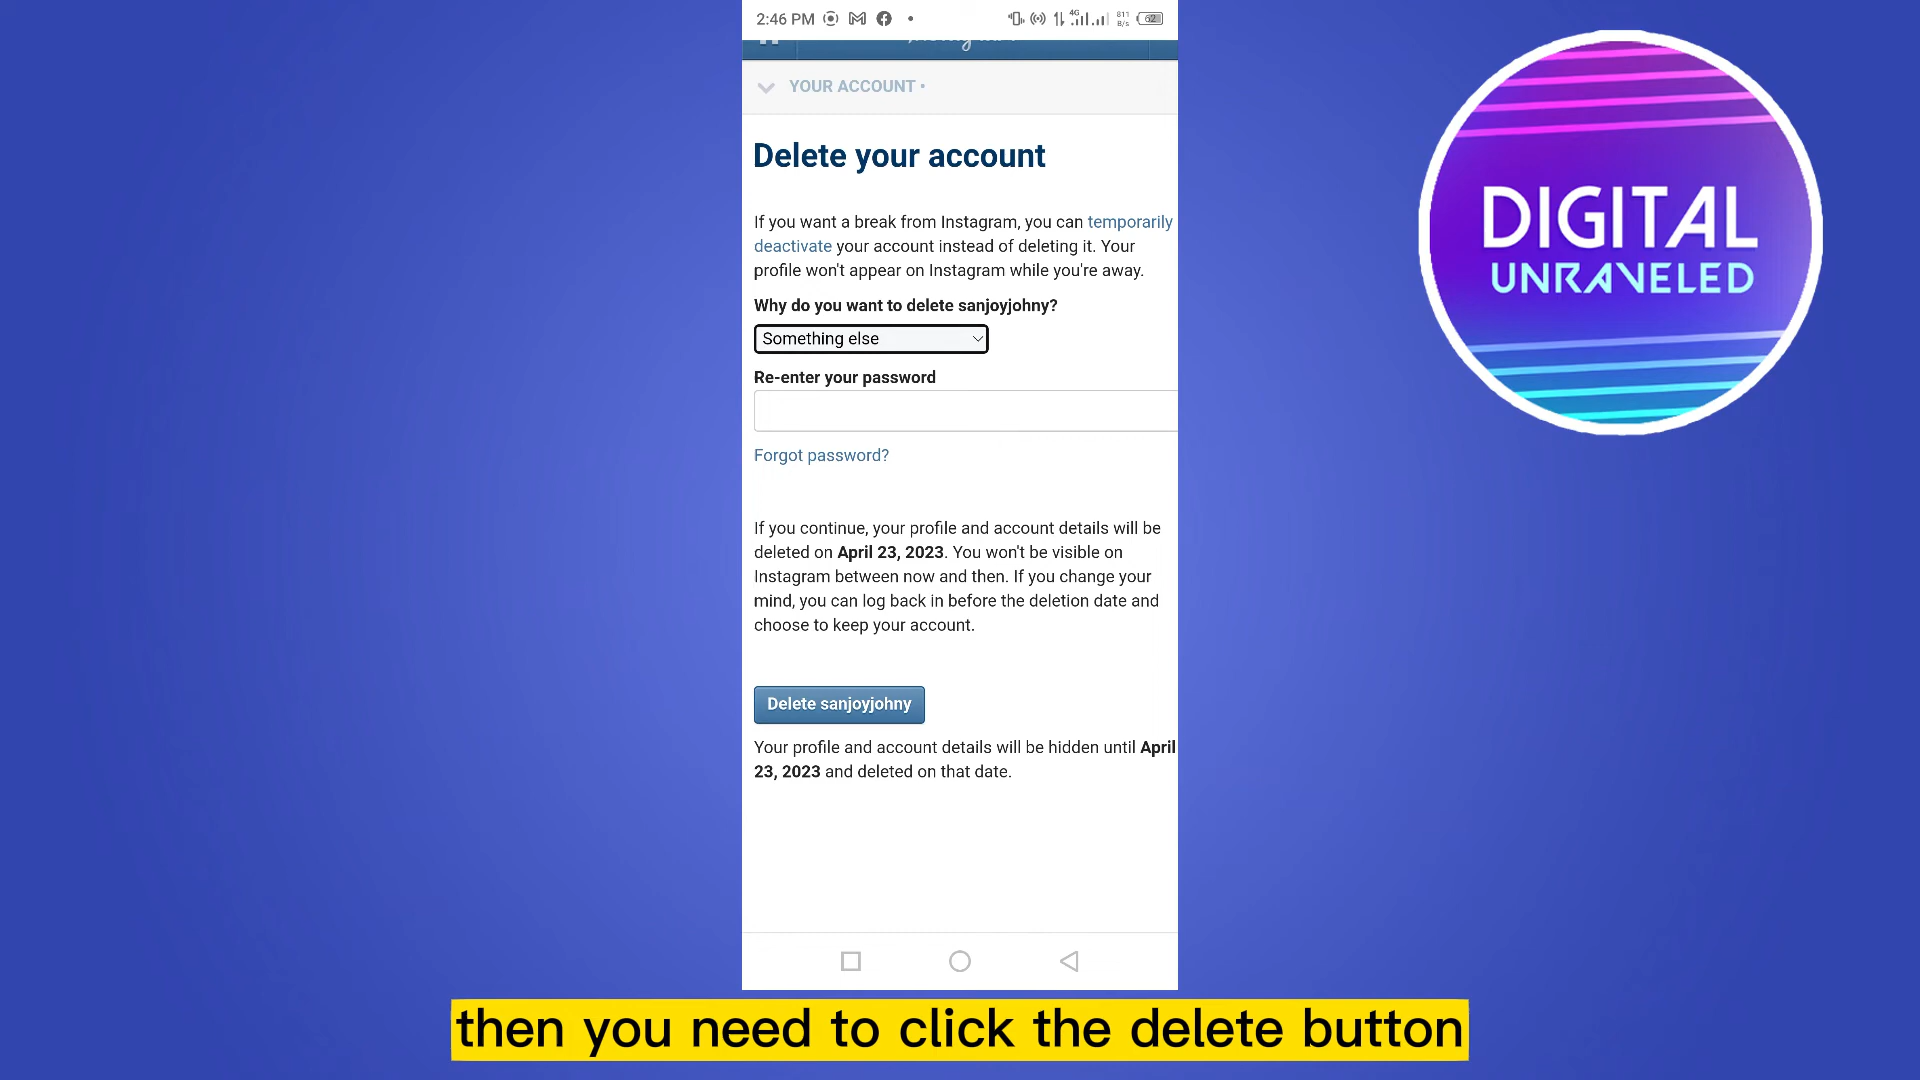 2:46 PM
4G
811
B/s
62
YOUR ACCOUNT •
Delete your account
If you want a break from Instagram, you can temporarily
deactivate your account instead of deleting it. Your
profile won't appear on Instagram while you're away.
Why do you want to delete sanjoyjohny?
Something else
Re-enter your password
Forgot password?
If you continue, your profile and account details will be
deleted on April 23, 2023. You won't be visible on
Instagram between now and then. If you change your
mind, you can log back in before the deletion date and
choose to keep your account.
Delete sanjoyjohny
Your profile and account details will be hidden until April
23, 2023 and deleted on that date.
DIGITAL
UNRAVELED
then you need to click the delete button